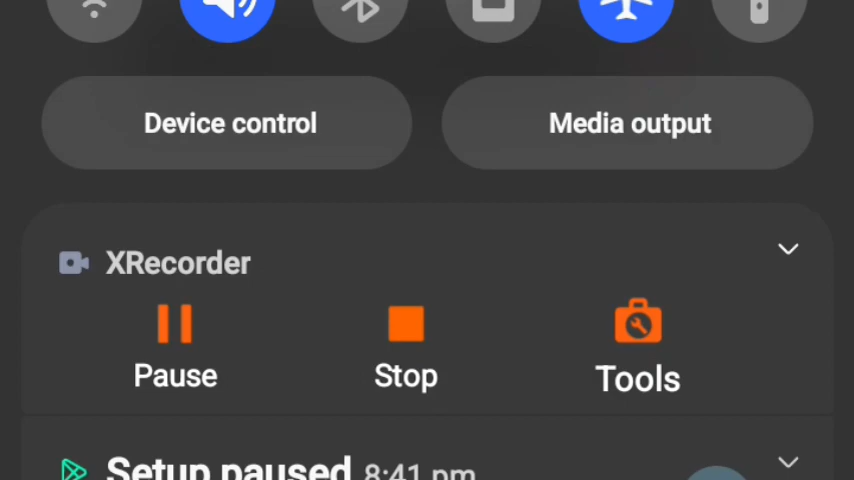 Device control
Media output
XRecorder
Pause
Stop
Tools
Setup paused 8:41 pm